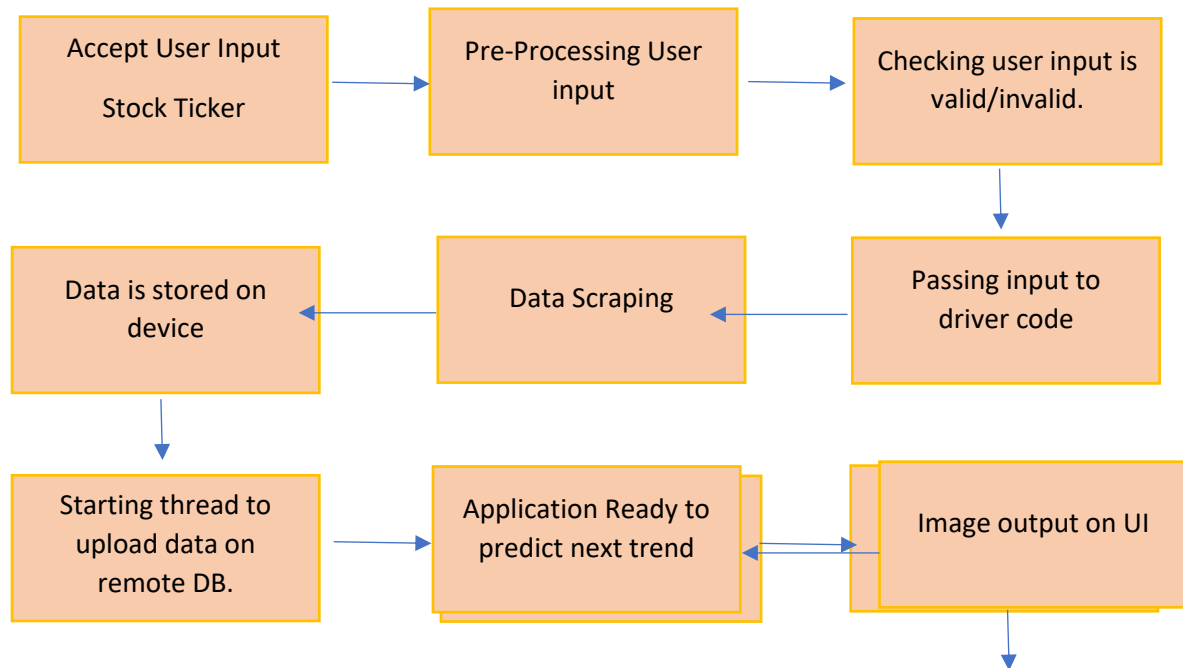 Accept User Input
Stock Ticker
Pre-Processing User
input
Checking user input is
valid/invalid.
Data is stored on
device
Data Scraping
Passing input to
driver code
Starting thread to
upload data on
remote DB.
Application Ready to
predict next trend
Image output on UI